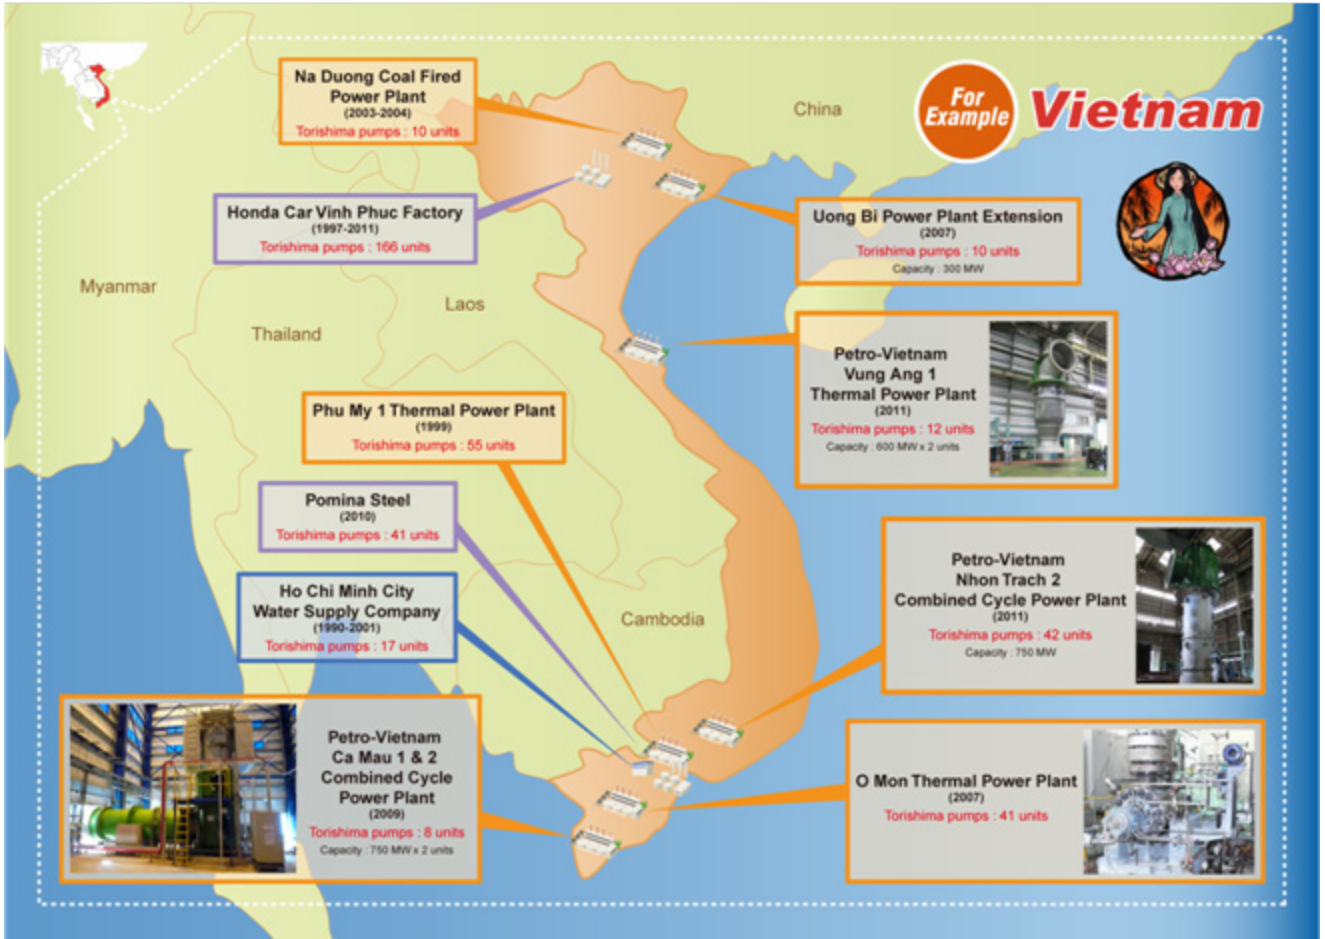 For
Example
Vietnam
China
Myanmar
Laos
Thailand
Cambodia
Na Duong Coal Fired
Power Plant
(2003-2004)
Torishima pumps : 10 units
Honda Car Vinh Phuc Factory
(1997-2011)
Torishima pumps : 166 units
Uong Bi Power Plant Extension
(2007)
Torishima pumps : 10 units
Capacity : 300 MW
Petro-Vietnam
Vung Ang 1
Thermal Power Plant
(2011)
Torishima pumps : 12 units
Capacity : 600 MW x 2 units
Phu My 1 Thermal Power Plant
(1999)
Torishima pumps : 55 units
Pomina Steel
(2010)
Torishima pumps : 41 units
Ho Chi Minh City
Water Supply Company
(1990-2001)
Torishima pumps : 17 units
Petro-Vietnam
Nhon Trach 2
Combined Cycle Power Plant
(2011)
Torishima pumps : 42 units
Capacity : 750 MW
Petro-Vietnam
Ca Mau 1 & 2
Combined Cycle
Power Plant
(2009)
Torishima pumps : 8 units
Capacity : 750 MW x 2 units
O Mon Thermal Power Plant
(2007)
Torishima pumps : 41 units